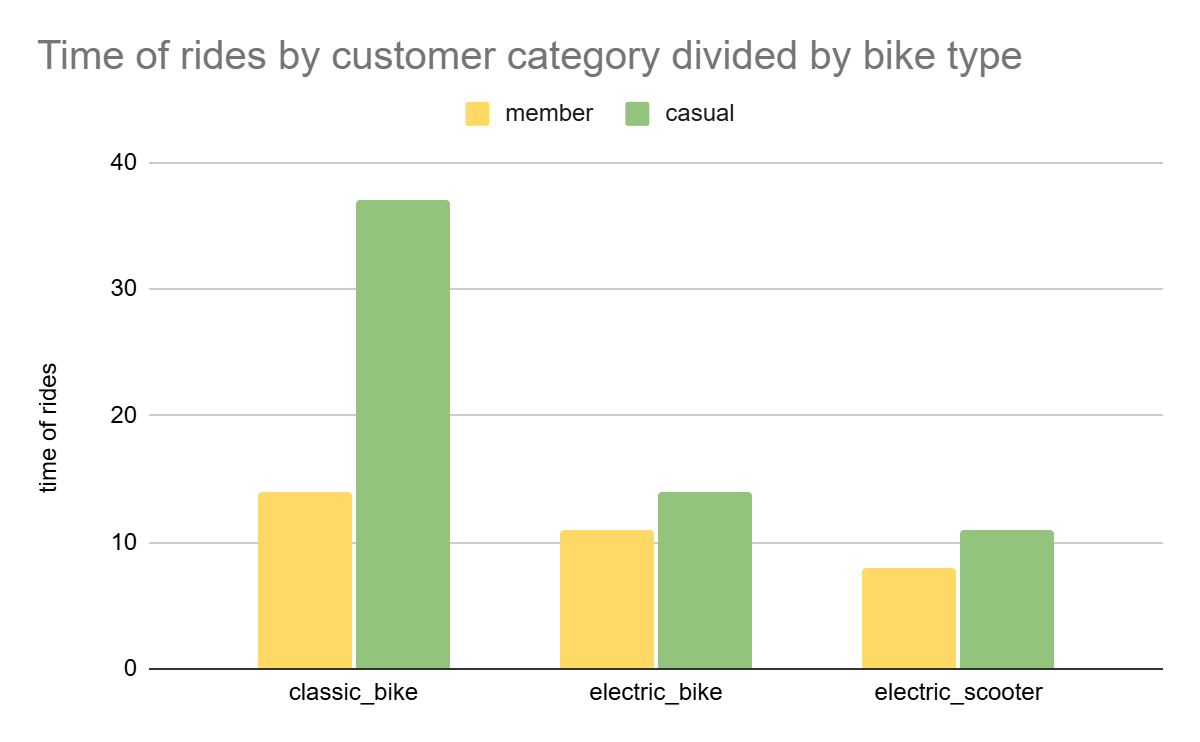 Time of rides by customer category divided by bike type
member casual
40
30
20
10
0
time of rides
classic_bike electric_bike electric_scooter